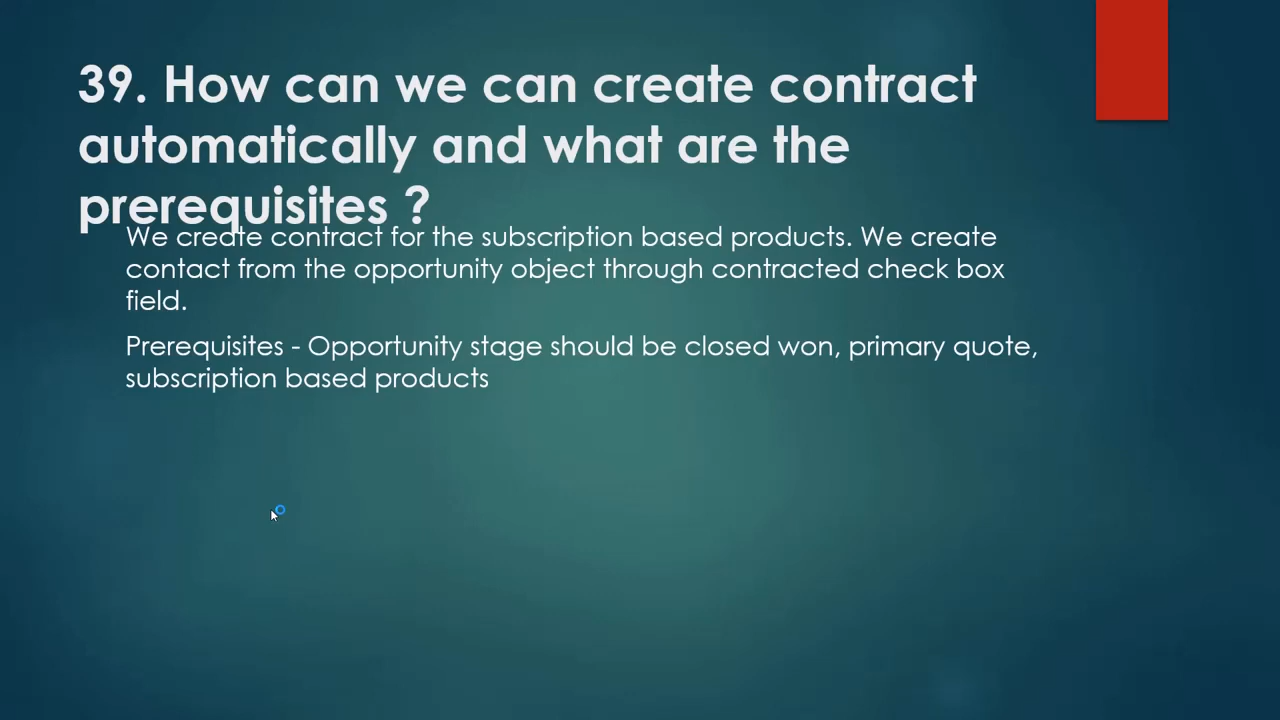 39. How can we can create contract
automatically and what are the
prerequisites ?
We create contract for the subscription based products. We create
contact from the opportunity object through contracted check box
field.
Prerequisites - Opportunity stage should be closed won, primary quote,
subscription based products